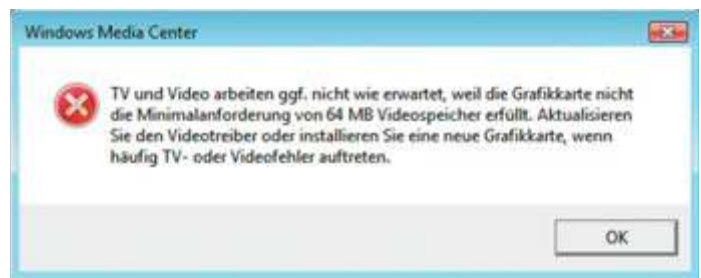 Windows Media Center
TV und Video arbeiten ggf. nicht wie erwartet, weil die Grafikkarte nicht
die Minimalanforderung von 64 MB Videospeicher erfüllt. Aktualisieren
Sie den Videotreiber oder installieren Sie eine neue Grafikkarte, wenn
häufig TV- oder Videofehler auftreten.
OK